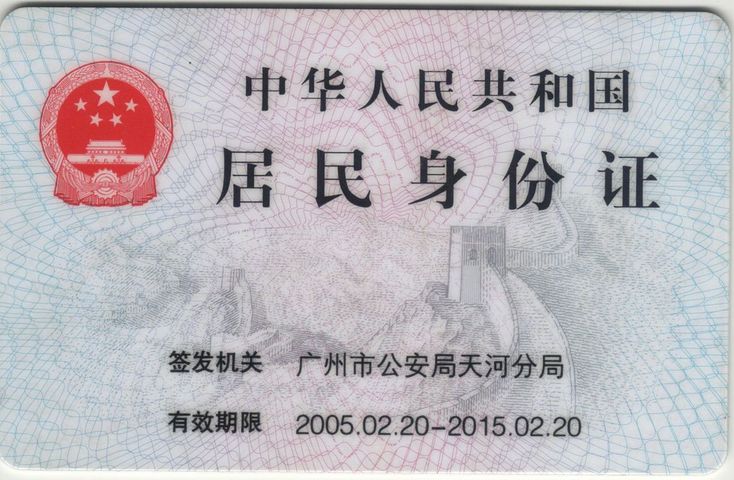 中华人民共和国
居民身份证
签发机关 广州市公安局天河分局
有效期限 2005.02.20-2015.02.20